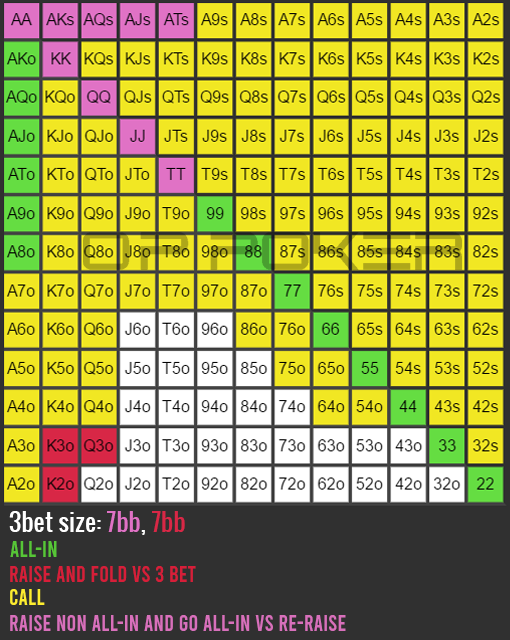 AA AKs AQs AJs ATs A9s A8s A7s A6s A5s A4s A3s A2s
AKo KK KQs KJs KTs K9s K8s K7s K6s K5s K4s K3s K2s
AQo KQo QQ QJs QTs Q9s Q8s Q7s Q6s Q5s Q4s Q3s Q2s
AJo KJo QJo JJ JTs J9s J8s J7s J6s J5s J4s J3s J2s
ATo KTo QTo JTo TT T9s T8s T7s T6s T5s T4s T3s T2s
A9o K9o Q9o J9o T9o 99 98s 97s 96s 95s 94s 93s 92s
A8o K8o Q8o J8o T8o 98o 88 87s 86s 85s 84s 83s 82s
OP POKER
A7o K7o Q7o J7o T7o 97o 87o 77 76s 75s 74s 73s 72s
A6o K6o Q6o J6o T6o 96o 86o 76o 66 65s 64s 63s 62s
A5o K5o Q5o J5o T5o 95o 85o 75o 65o 55 54s 53s 52s
A4o K4o Q4o J4o T4o 94o 84o 74o 64o 54o 44 43s 42s
A3o K3o Q3o J3o T3o 93o 83o 73o 63o 53o 43o 33 32s
A2o K2o Q2o J2o T2o 92o 82o 72o 62o 52o 42o 32o 22
3bet size: 7bb, 7bb
ALL-IN
RAISE AND FOLD VS 3 BET
CALL
RAISE NON ALL-IN AND GO ALL-IN VS RE-RAISE